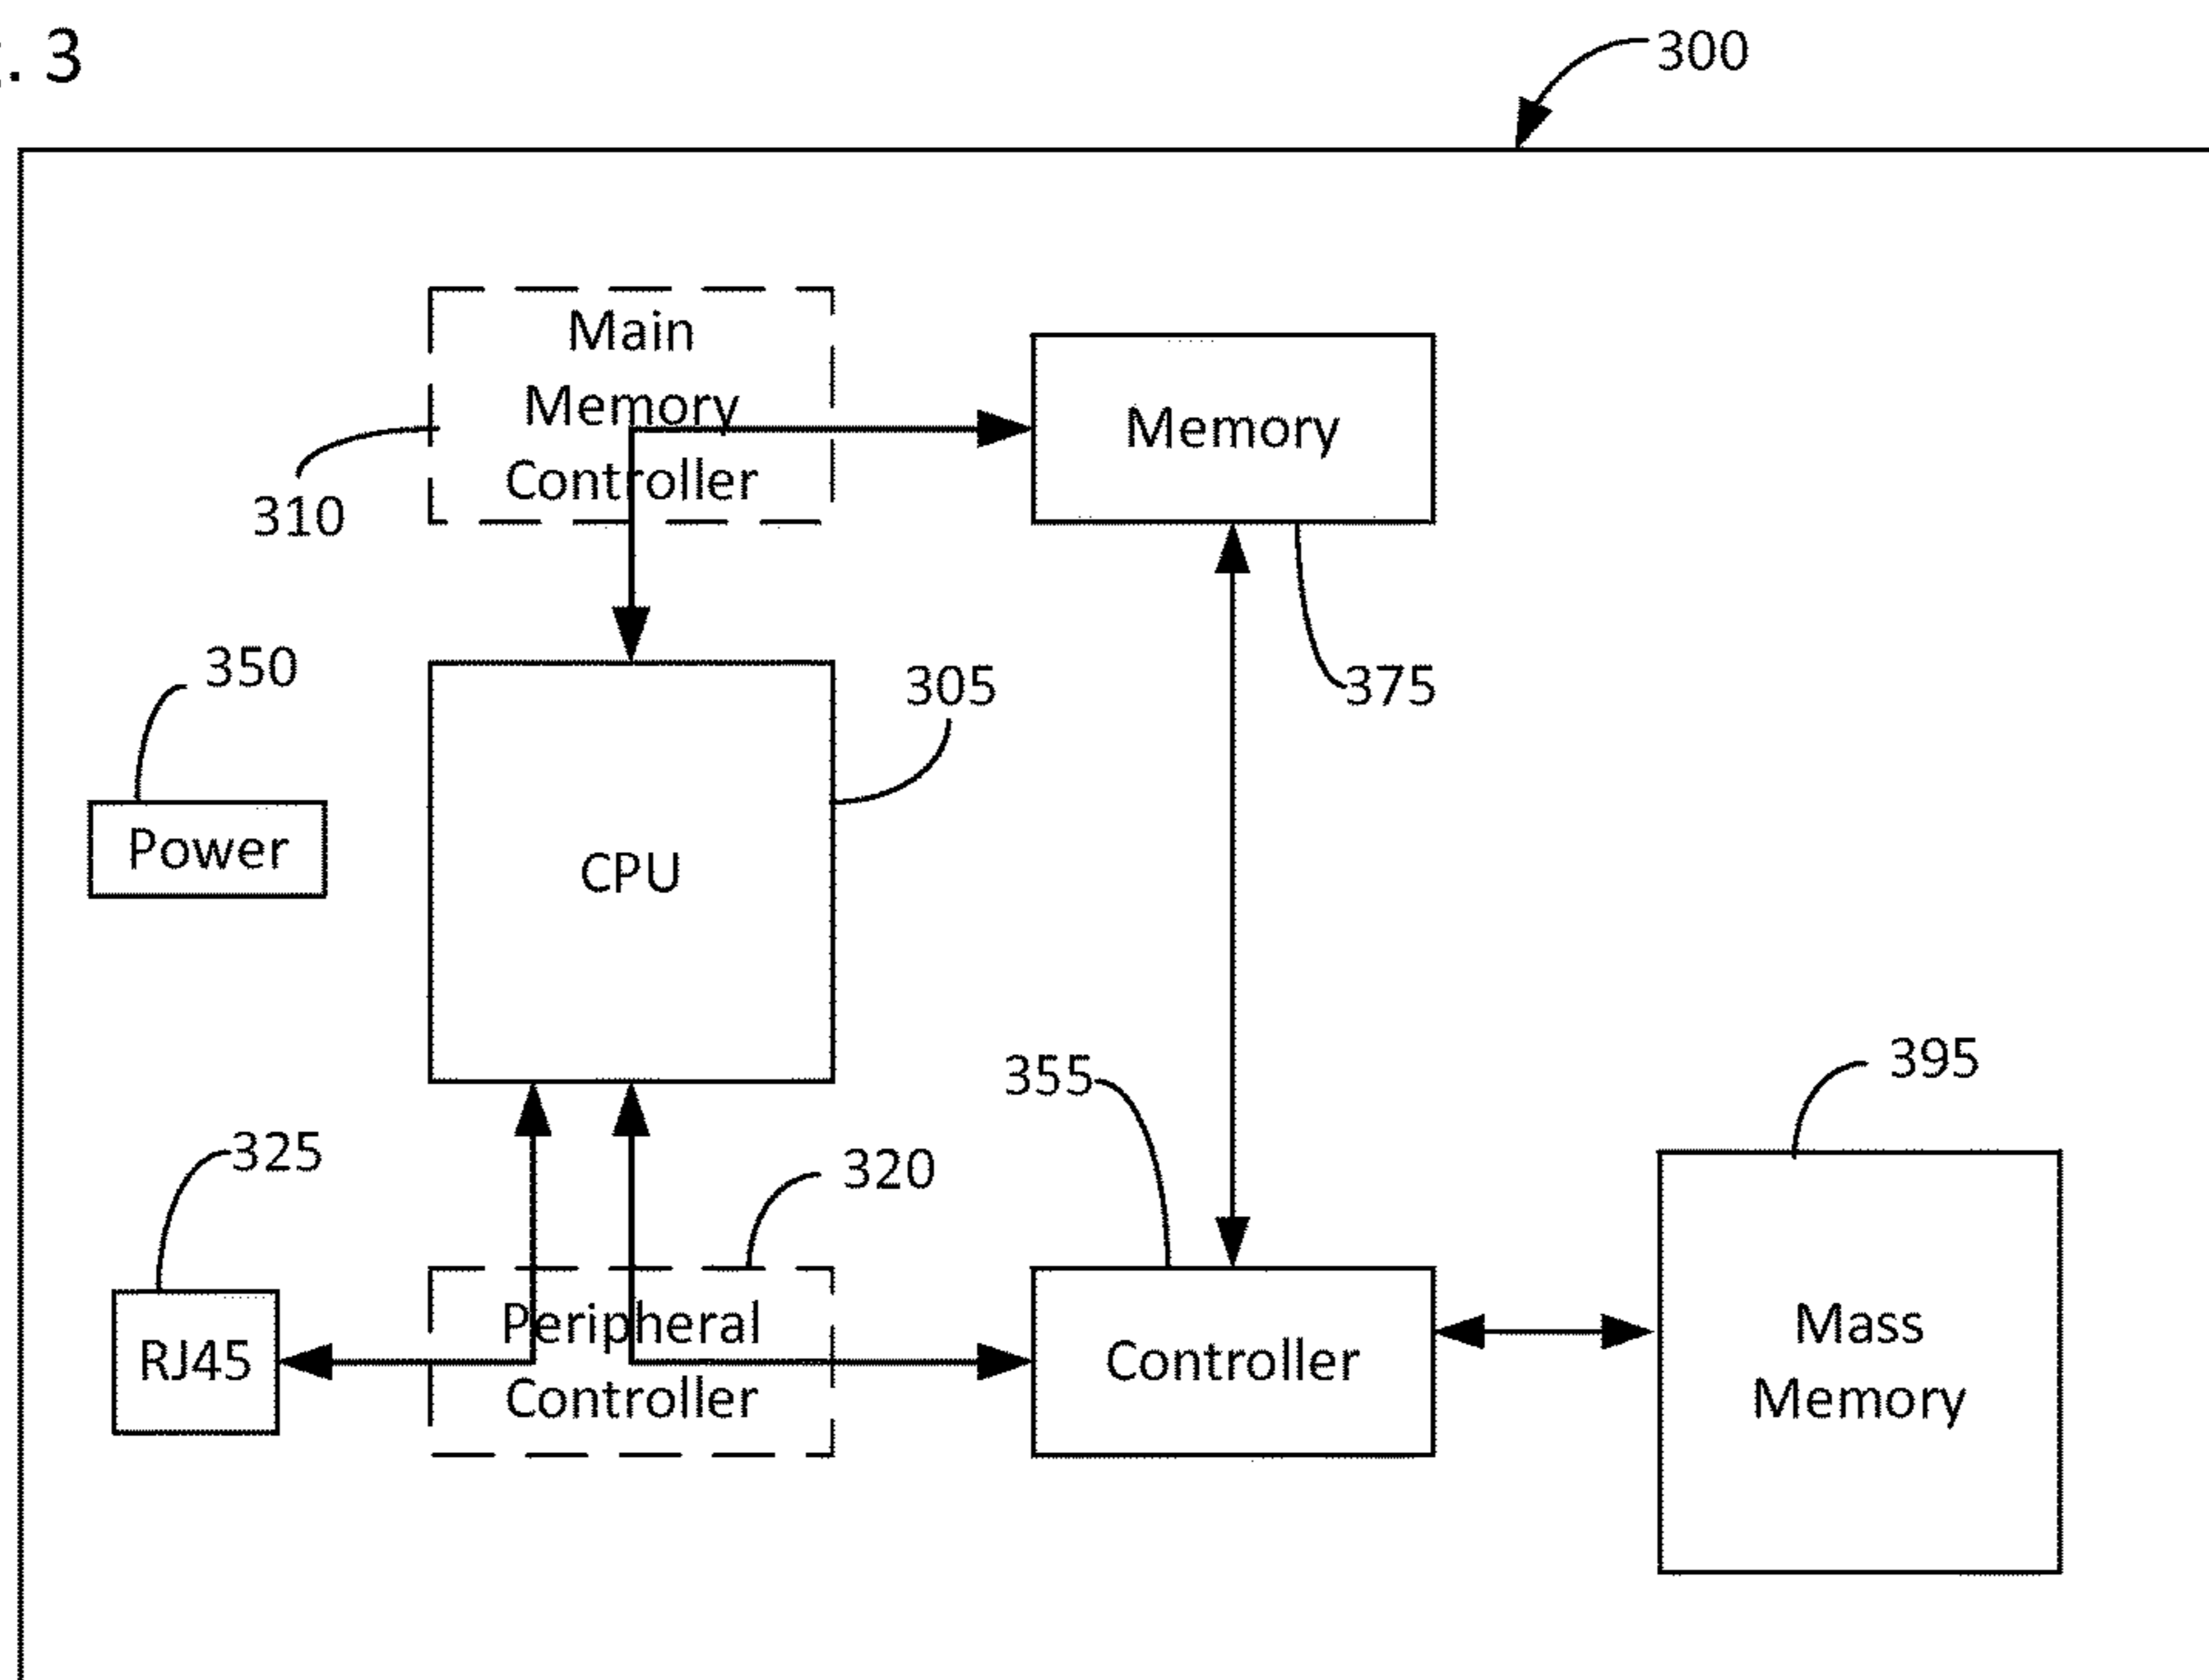 . 3
300
Main
Memory
Controller
310
Memory
375
350
Power
305
CPU
355
395
325
320
RJ45
Peripheral
Controller
Controller
Mass
Memory